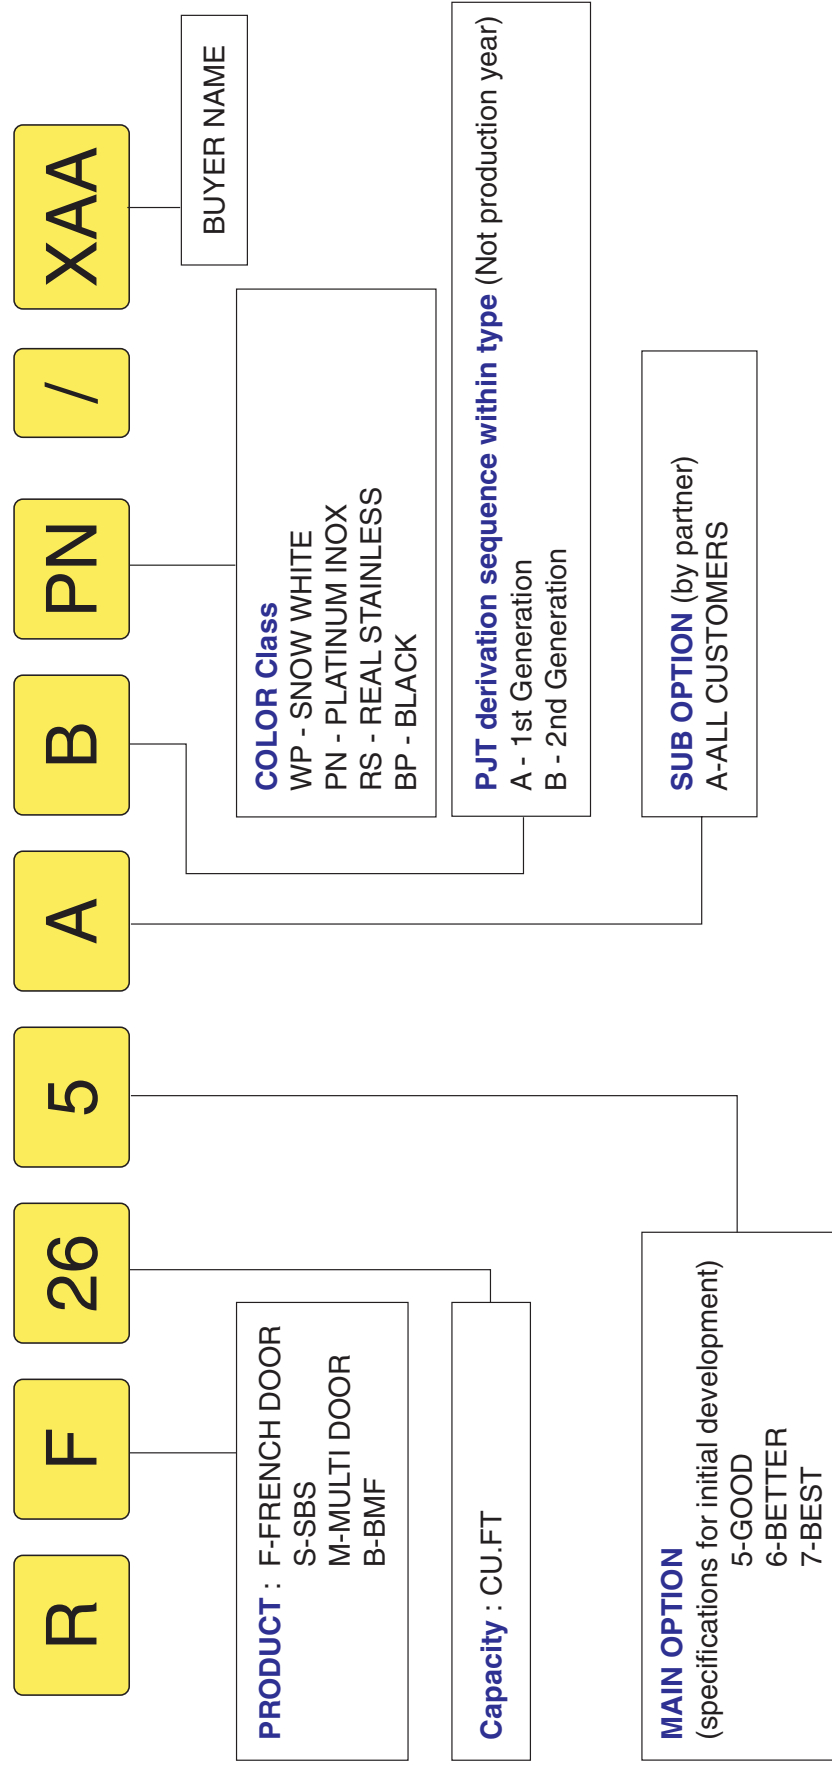 R F 26 5 A B PN / XAA
BUYER NAME
PRODUCT : F-FRENCH DOOR
S-SBS
M-MULTI DOOR
B-BMF
COLOR Class
WP - SNOW WHITE
PN - PLATINUM INOX
RS - REAL STAINLESS
BP - BLACK
Capacity : CU.FT
PJT derivation sequence within type (Not production year)
A - 1st Generation
B - 2nd Generation
MAIN OPTION
(specifications for initial development)
5-GOOD
6-BETTER
7-BEST
SUB OPTION (by partner)
A-ALL CUSTOMERS